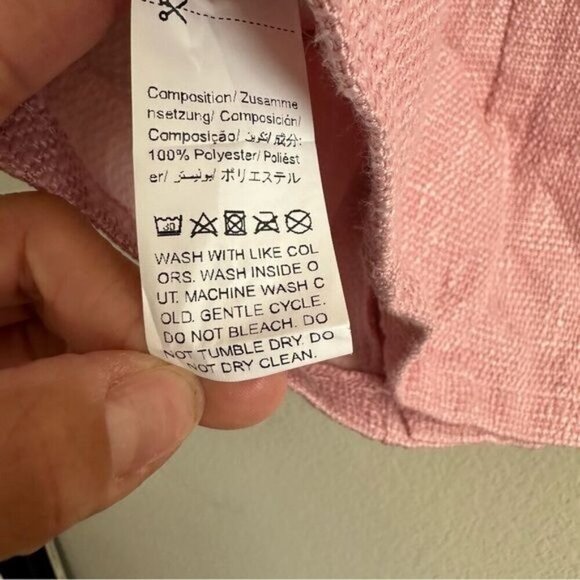 Composition/ Zusamme
nsetzung/ Composición/
Composição/ تكوين/ 成分:
100% Polyester/ Poliést
er/ بوليستر/ ポリエステル
30
WASH WITH LIKE COL
ORS. WASH INSIDE O
UT. MACHINE WASH C
OLD. GENTLE CYCLE.
DO NOT BLEACH. DO
NOT TUMBLE DRY. DO
NOT DRY CLEAN.